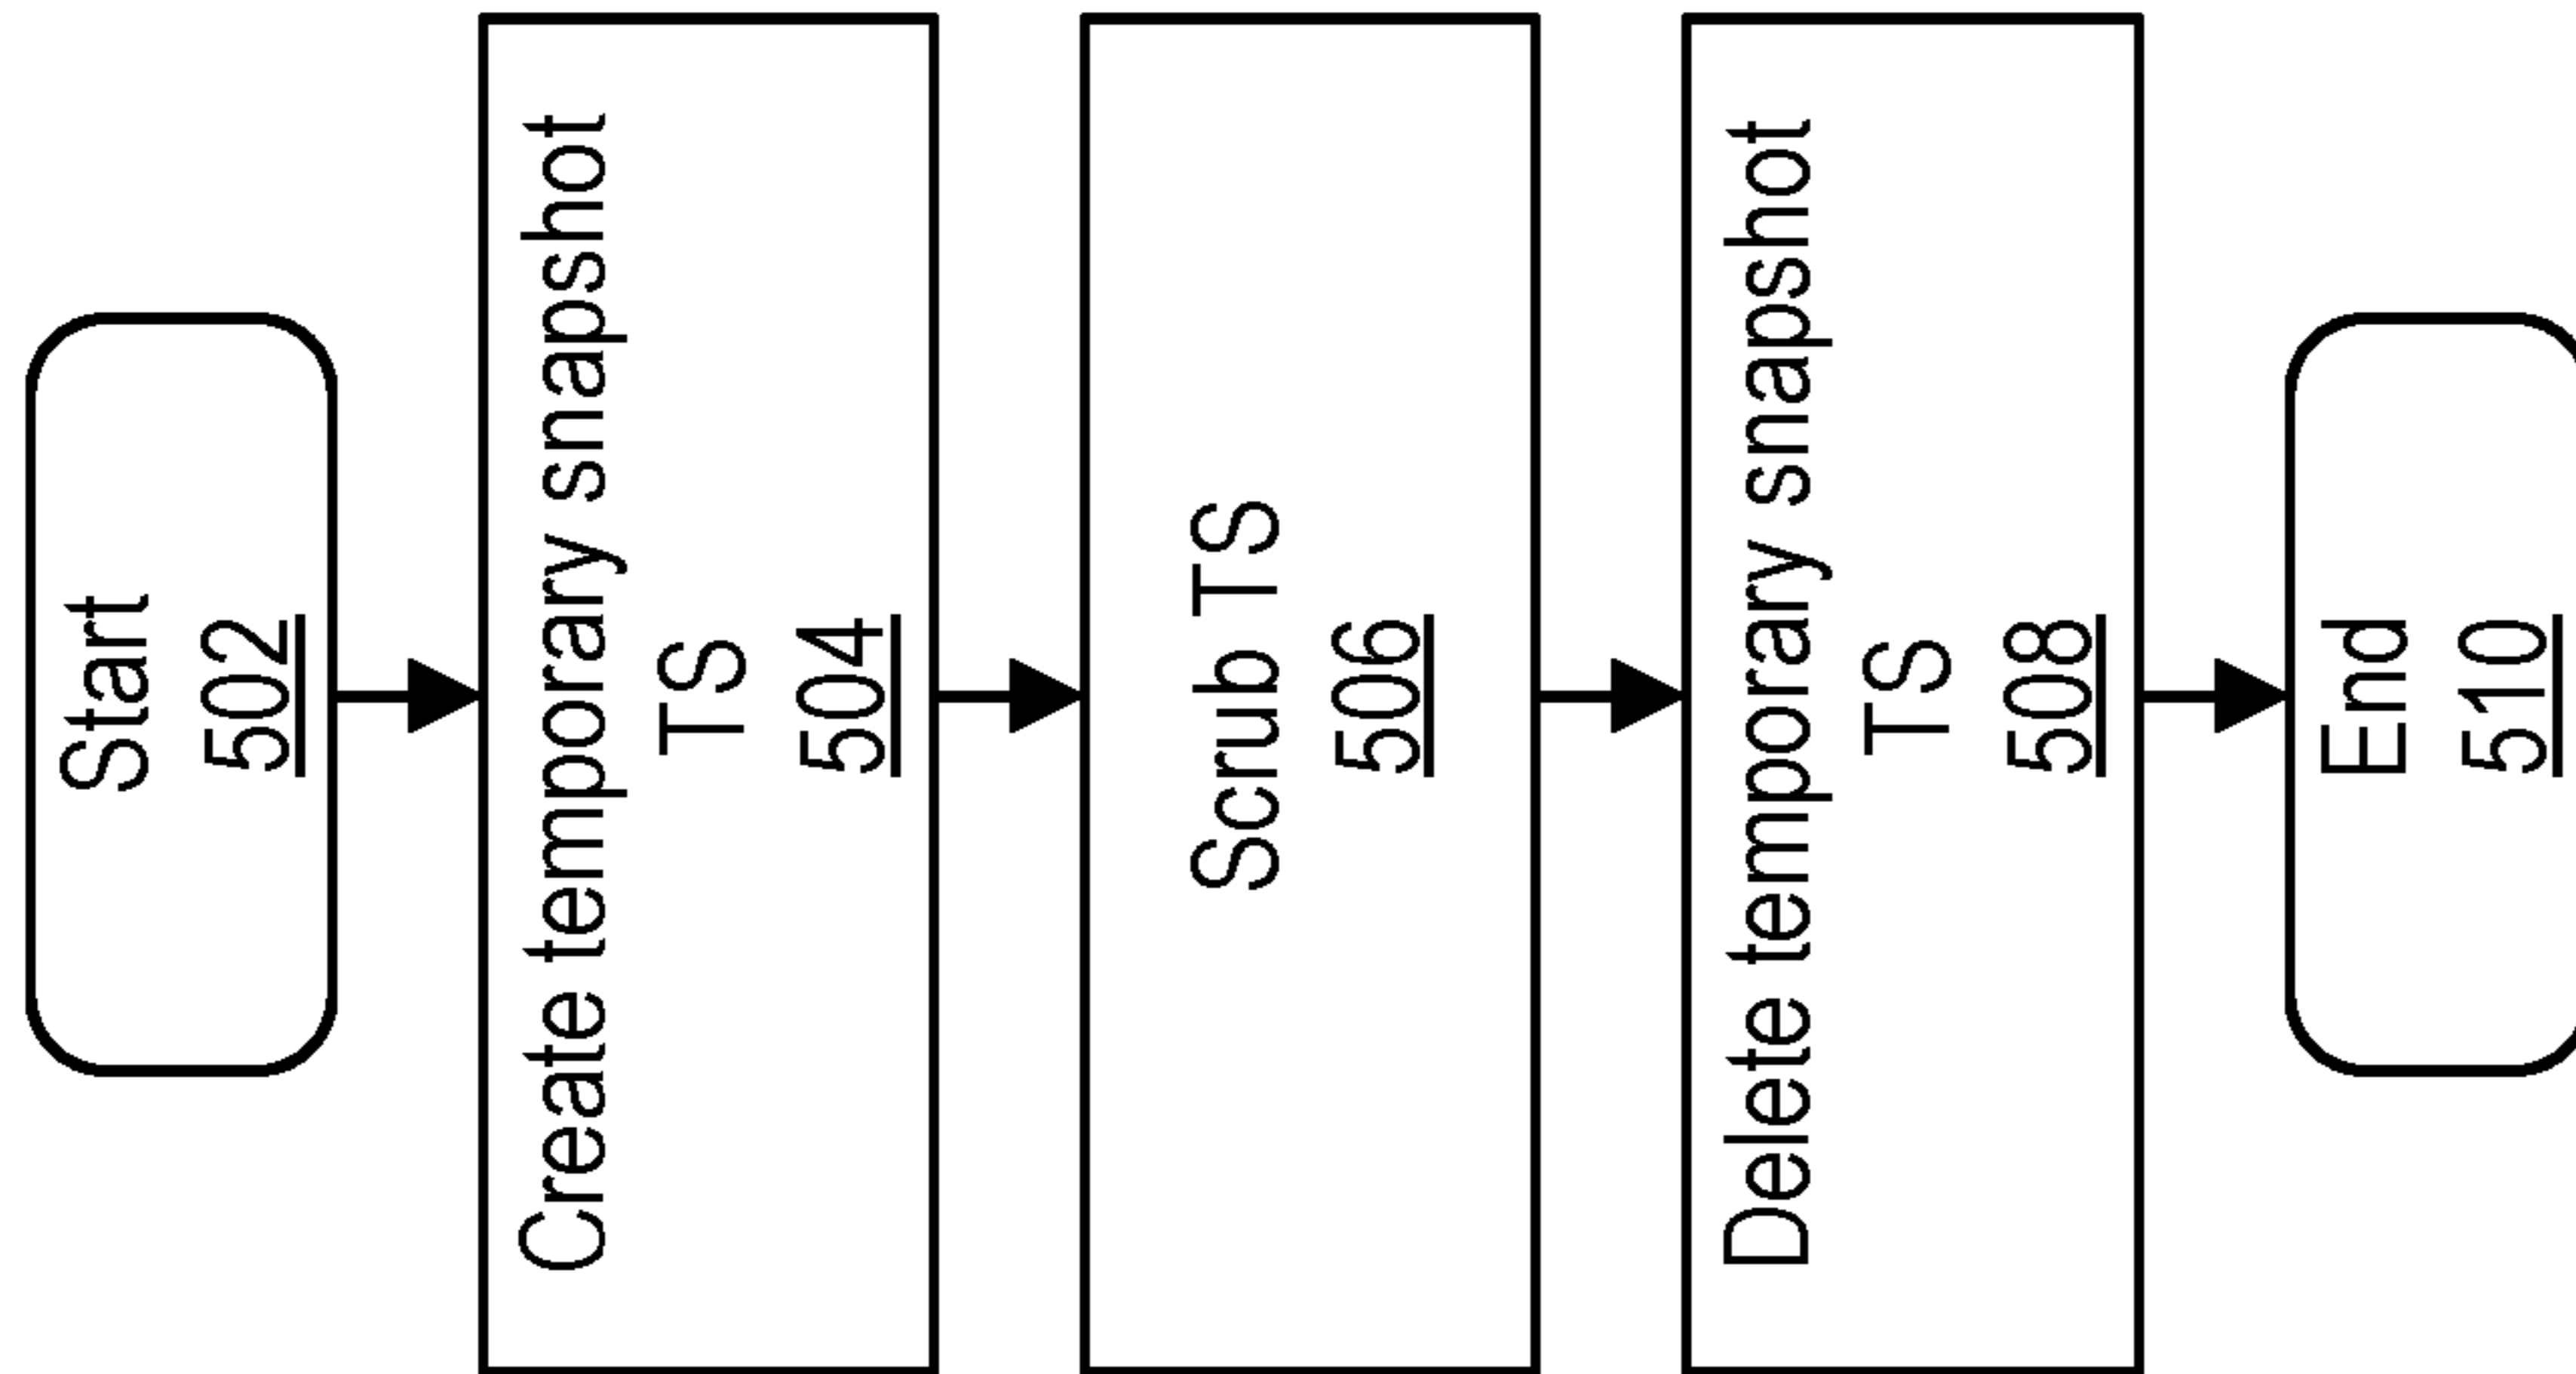 Start
502
Create temporary snapshot
TS
504
Scrub TS
506
Delete temporary snapshot
TS
508
End
510